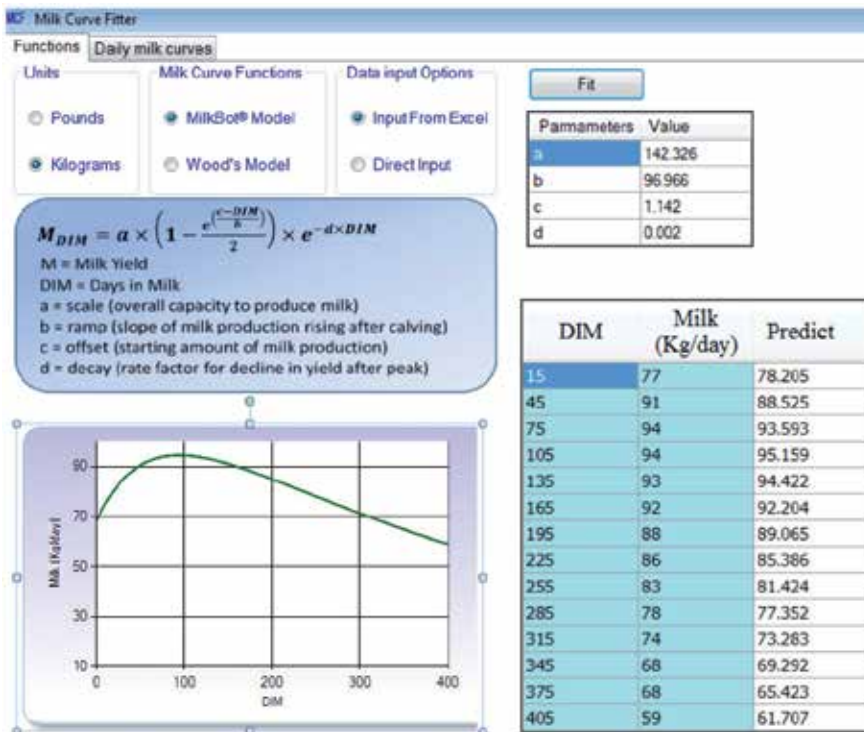 MCF Milk Curve Fitter
Functions Daily milk curves
Units
Pounds
Kilograms
Milk Curve Functions
MilkBot® Model
Wood's Model
Data input Options
Input From Excel
Direct Input
Fit
Parmameters Value
a 142.326
b 96.966
c 1.142
d 0.002
M_DIM = a × (1 − e^((c−DIM)/b)/2) × e^(−d×DIM)
M = Milk Yield
DIM = Days in Milk
a = scale (overall capacity to produce milk)
b = ramp (slope of milk production rising after calving)
c = offset (starting amount of milk production)
d = decay (rate factor for decline in yield after peak)
90
70
50
30
10
0 100 200 300 400
Milk (Kg/day)
DIM
DIM Milk (Kg/day) Predict
15 77 78.205
45 91 88.525
75 94 93.593
105 94 95.159
135 93 94.422
165 92 92.204
195 88 89.065
225 86 85.386
255 83 81.424
285 78 77.352
315 74 73.283
345 68 69.292
375 68 65.423
405 59 61.707